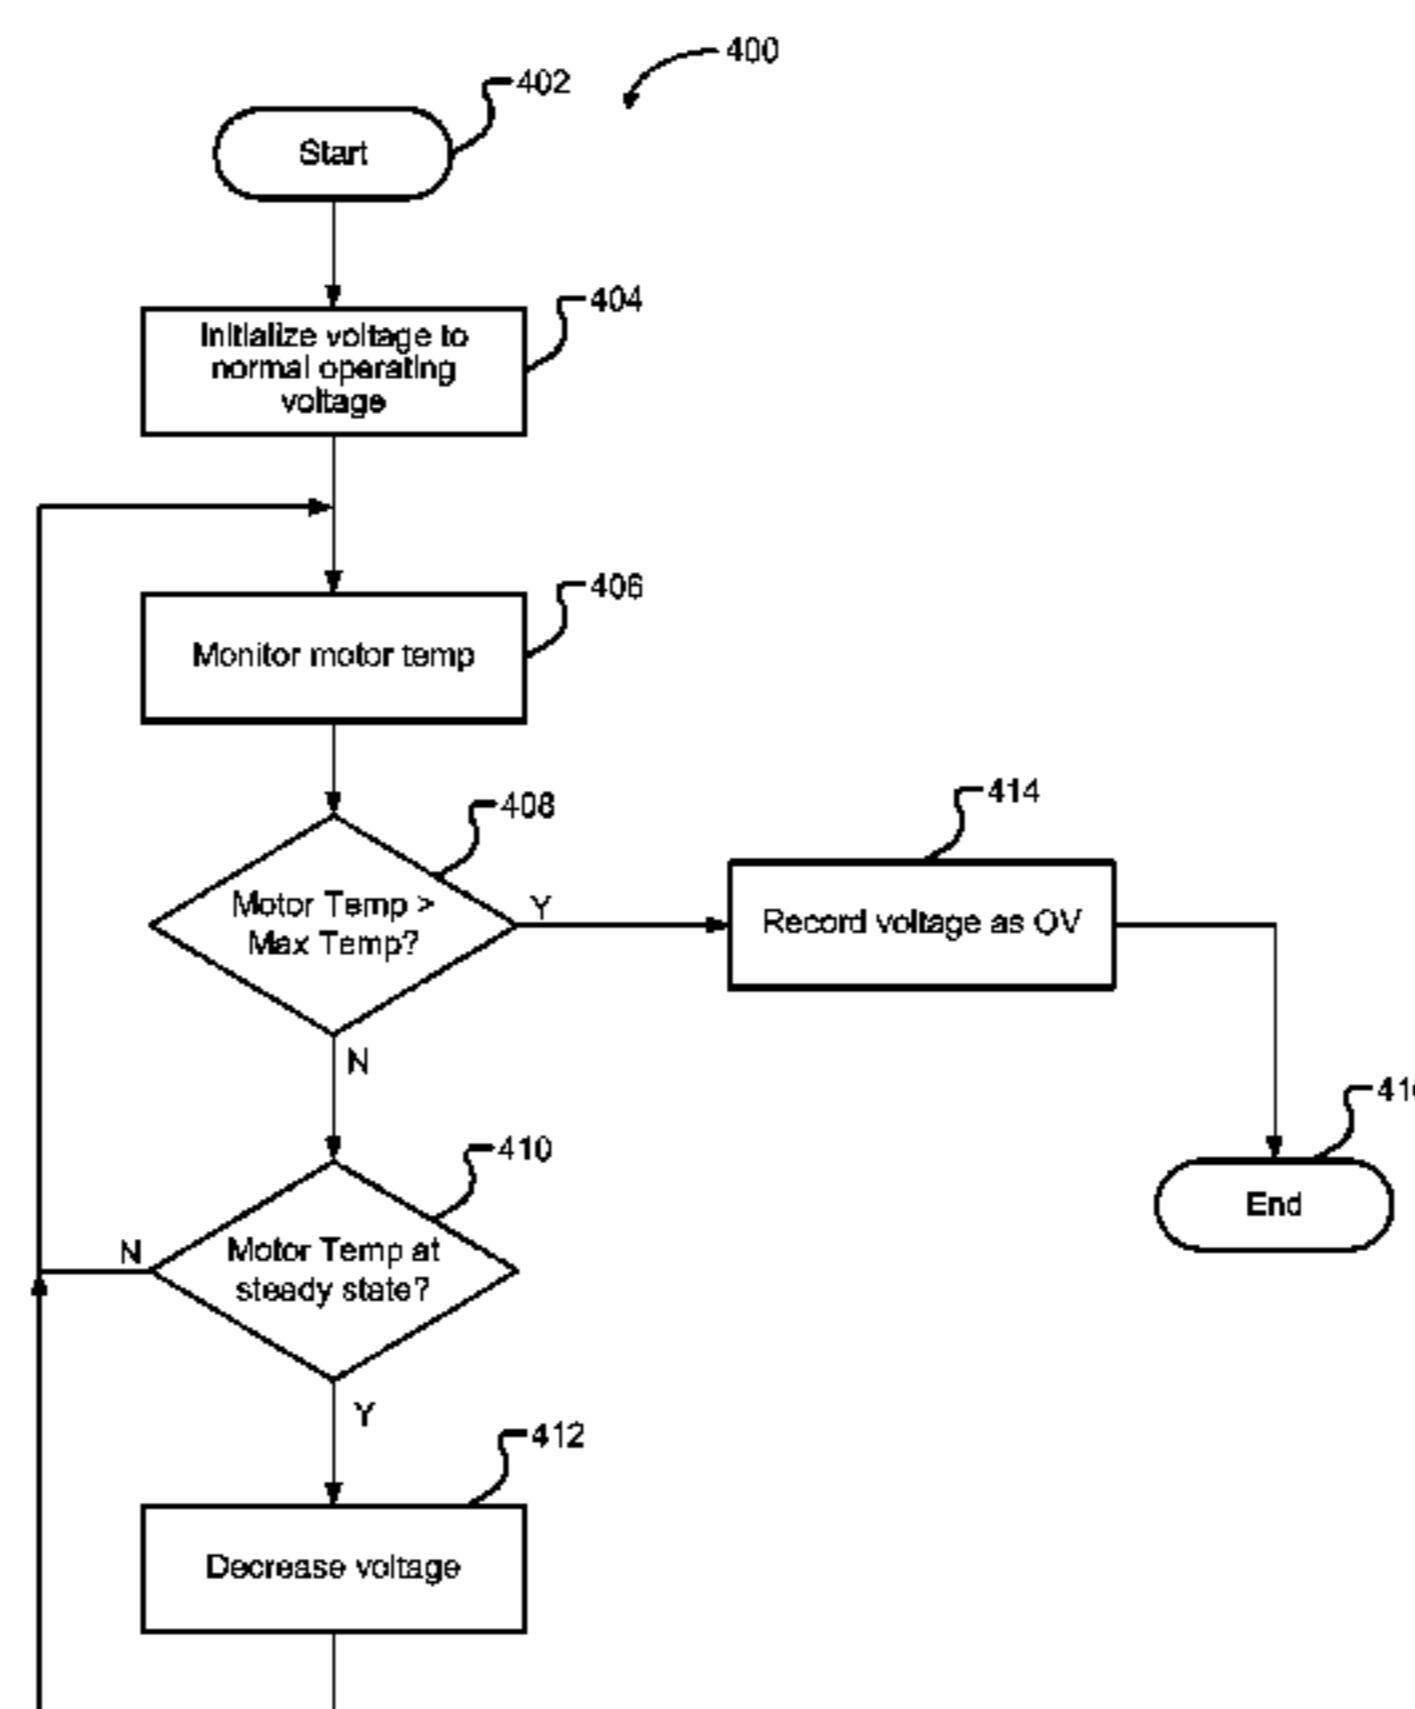 400
402
Start
404
Initialize voltage to
normal operating
voltage
406
Monitor motor temp
408
Motor Temp >
Max Temp?
Y
414
Record voltage as OV
N
410
Motor Temp at
steady state?
N
End
Y
412
Decrease voltage